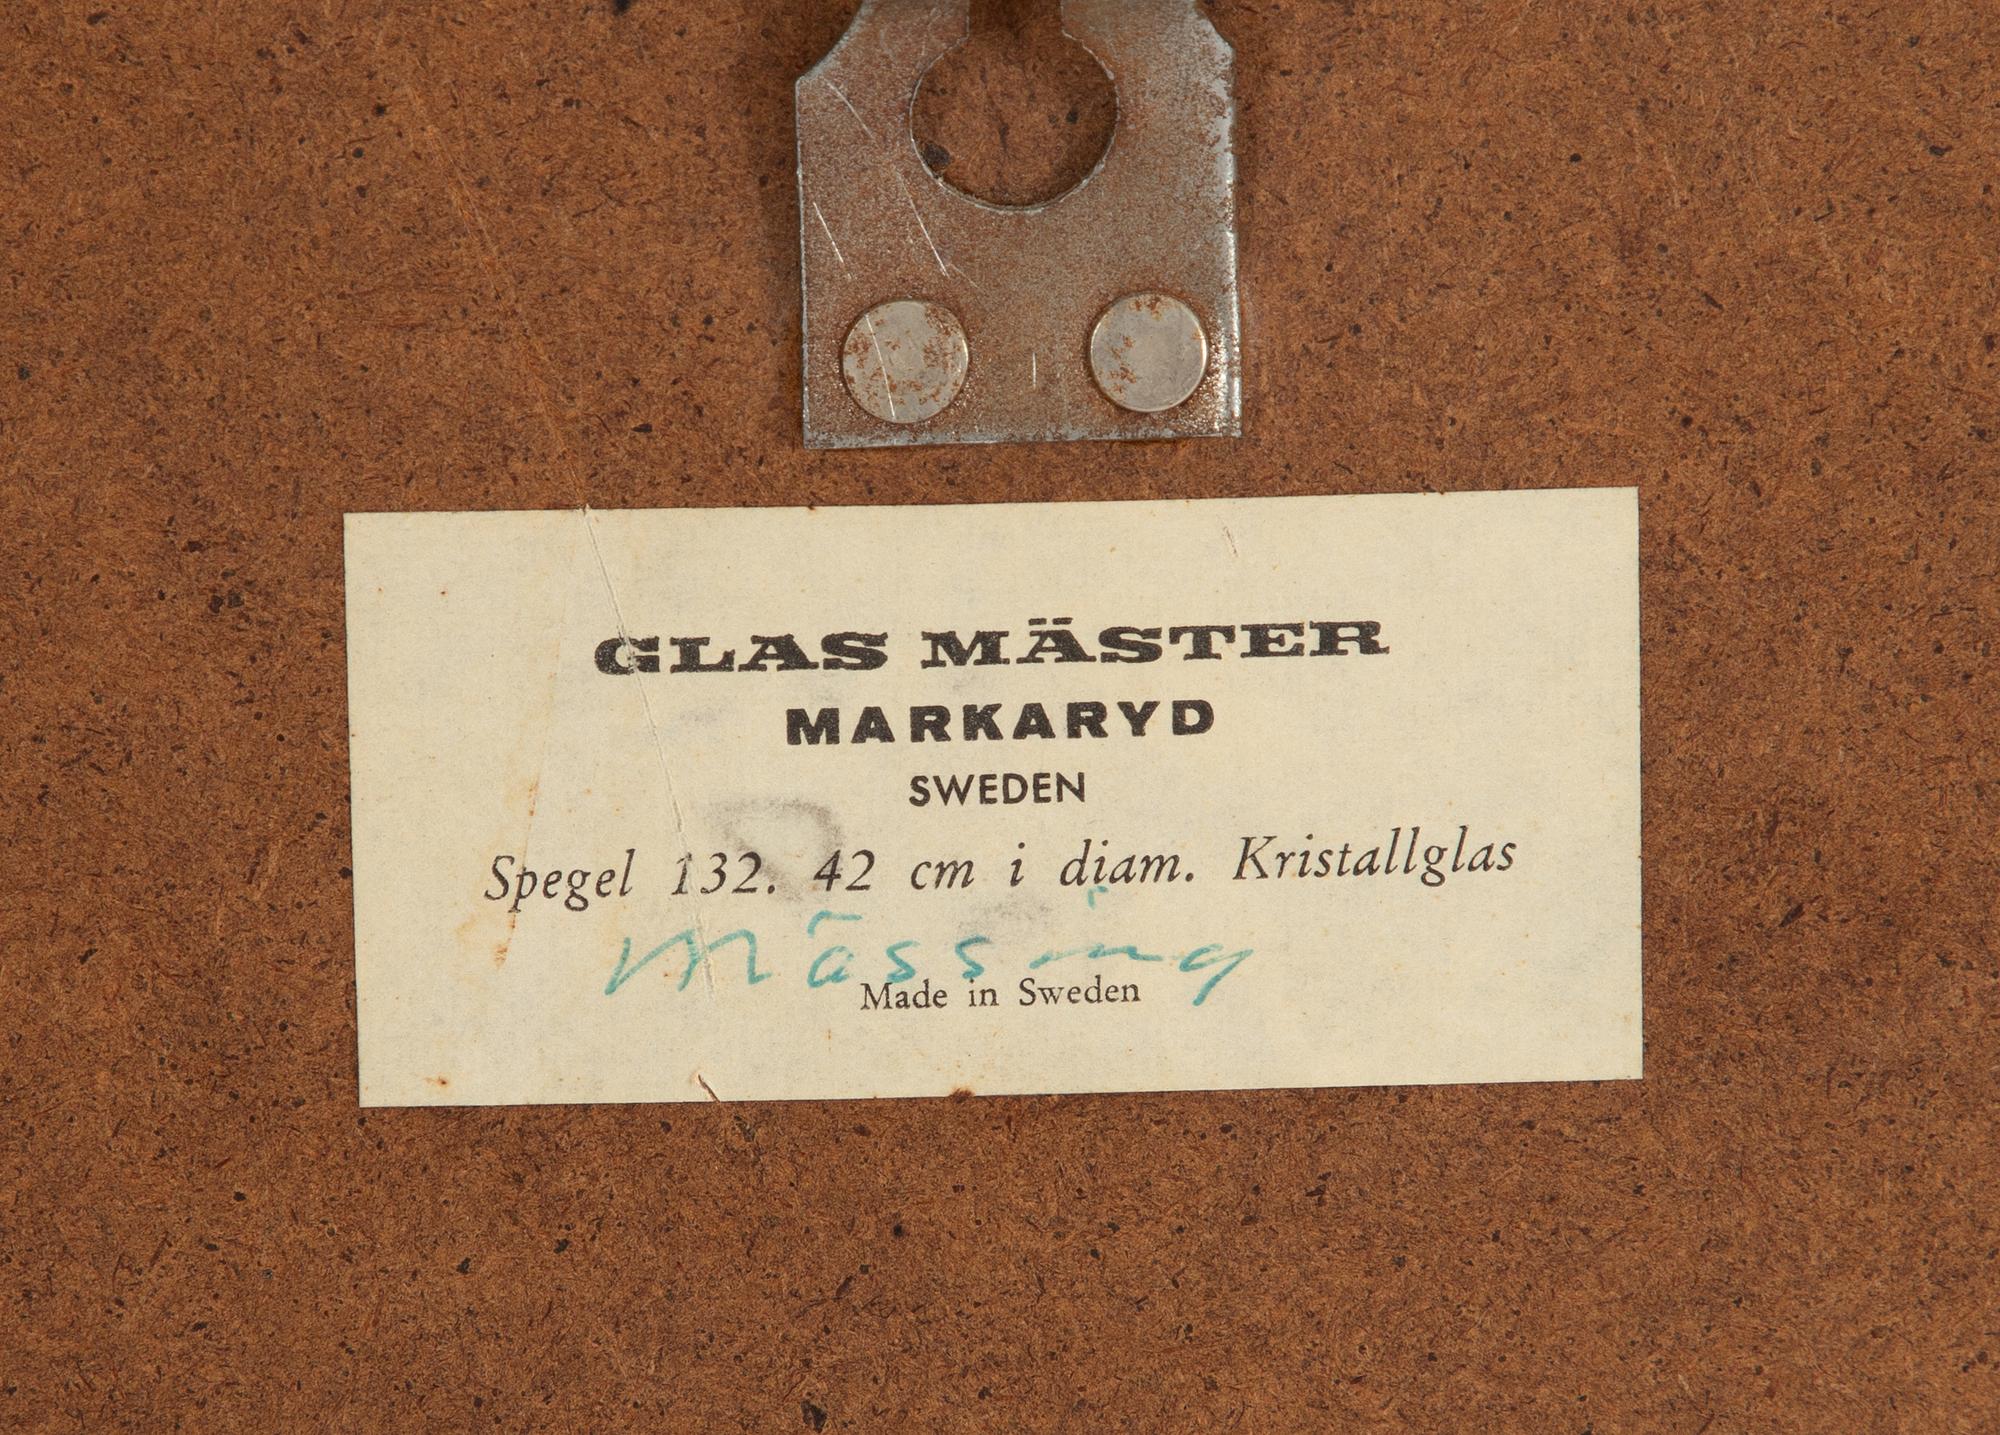 GLAS MÄSTER
MARKARYD
SWEDEN
Spegel 132. 42 cm i diam. Kristallglas
Mässing
Made in Sweden